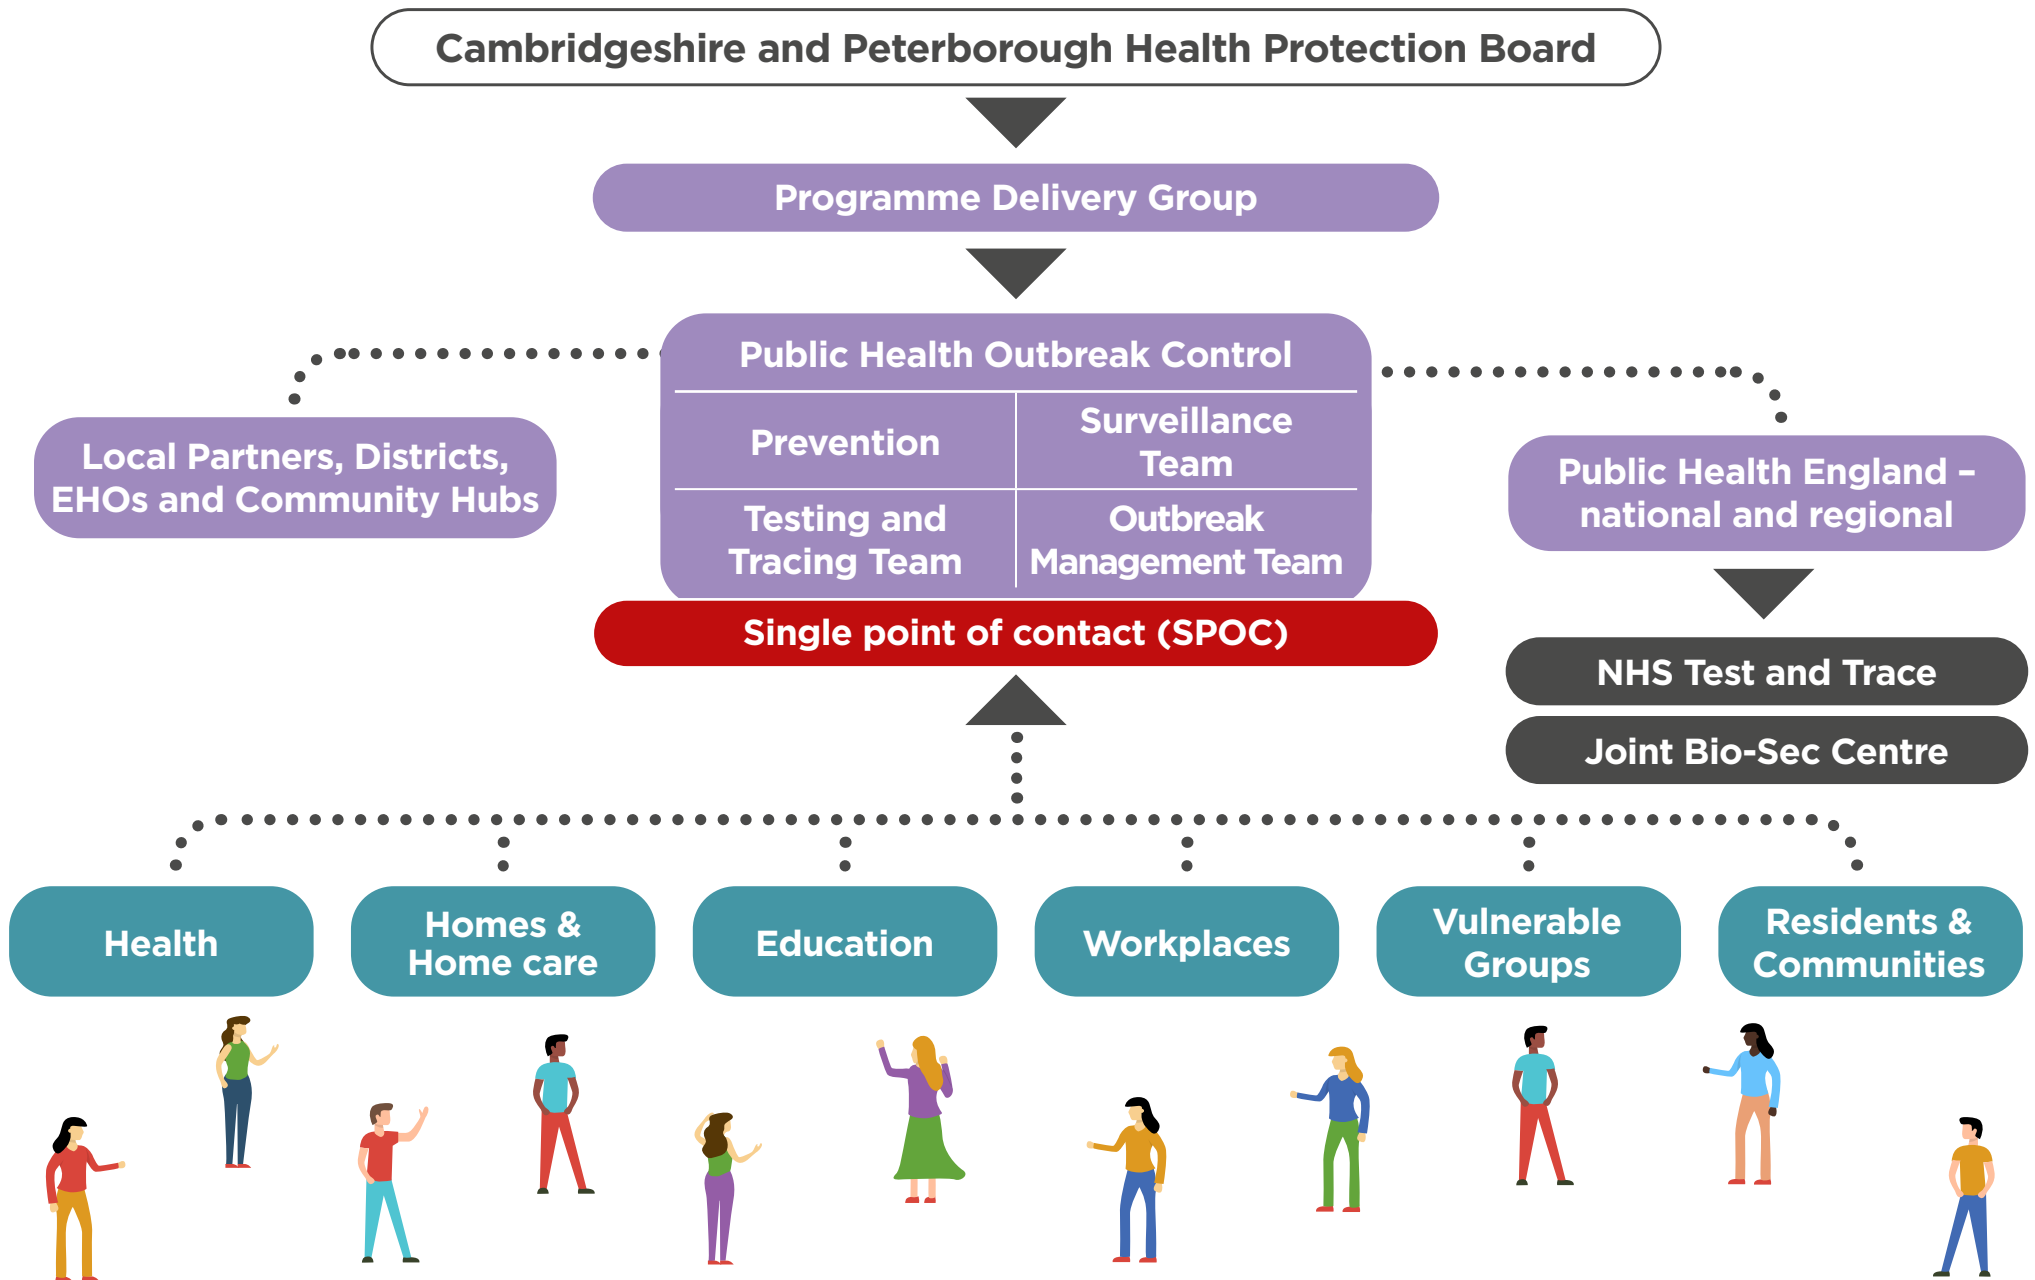 Cambridgeshire and Peterborough Health Protection Board
Programme Delivery Group
Public Health Outbreak Control
Prevention
Surveillance
Team
Testing and
Tracing Team
Outbreak
Management Team
Single point of contact (SPOC)
Local Partners, Districts,
EHOs and Community Hubs
Public Health England –
national and regional
NHS Test and Trace
Joint Bio-Sec Centre
Health
Homes &
Home care
Education
Workplaces
Vulnerable
Groups
Residents &
Communities